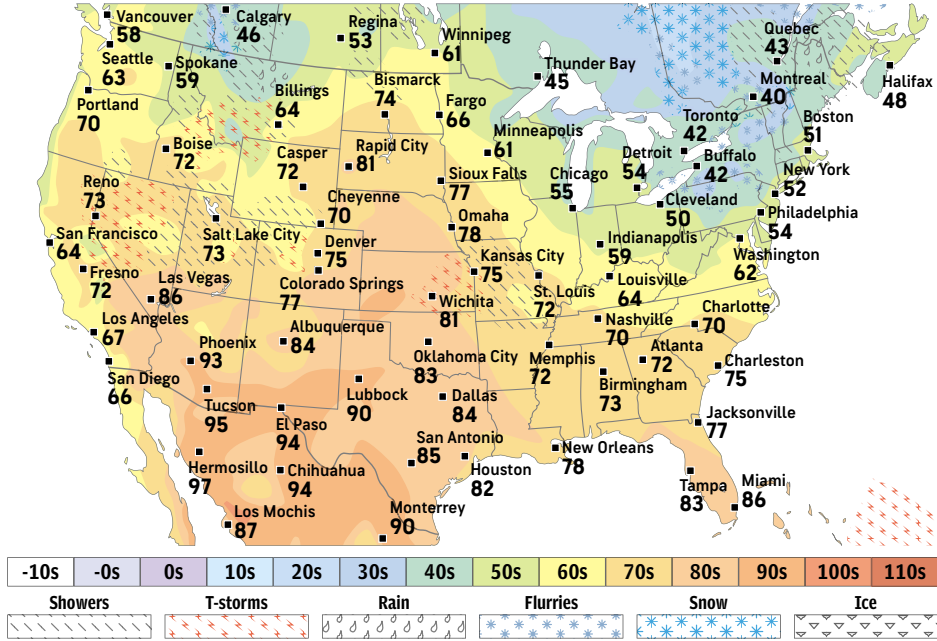 Vancouver
58
Calgary
46
Regina
53
Winnipeg
61
Quebec
43
Seattle
63
Spokane
59
Thunder Bay
45
Montreal
40
Halifax
48
Portland
70
Billings
64
Bismarck
74
Fargo
66
Minneapolis
61
Toronto
42
Boston
51
Boise
72
Casper
72
Rapid City
81
Sioux Falls
77
Chicago
55
Detroit
54
Buffalo
42
New York
52
Reno
73
Cheyenne
70
Omaha
78
Cleveland
50
Philadelphia
54
San Francisco
64
Salt Lake City
73
Denver
75
Kansas City
75
Indianapolis
59
Washington
62
Fresno
72
Las Vegas
86
Colorado Springs
77
Wichita
81
St. Louis
72
Louisville
64
Charlotte
70
Los Angeles
67
Phoenix
93
Albuquerque
84
Oklahoma City
83
Nashville
70
Memphis
72
Atlanta
72
Charleston
75
San Diego
66
Tucson
95
Lubbock
90
Dallas
84
Birmingham
73
El Paso
94
Jacksonville
77
Hermosillo
97
Chihuahua
94
San Antonio
85
Houston
82
New Orleans
78
Tampa
83
Miami
86
Los Mochis
87
Monterrey
90
-10s -0s 0s 10s 20s 30s 40s 50s 60s 70s 80s 90s 100s 110s
Showers T-storms Rain Flurries Snow Ice